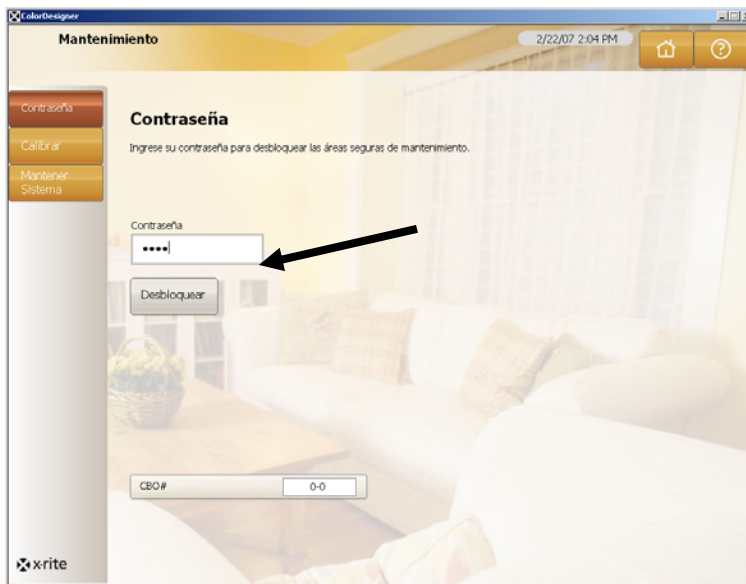 ColorDesigner
Mantenimiento
2/22/07 2:04 PM
?
Contraseña
Calibrar
Mantener
Sistema
Contraseña
Ingrese su contraseña para desbloquear las áreas seguras de mantenimiento.
Contraseña
••••
Desbloquear
CBO#
0-0
x·rite